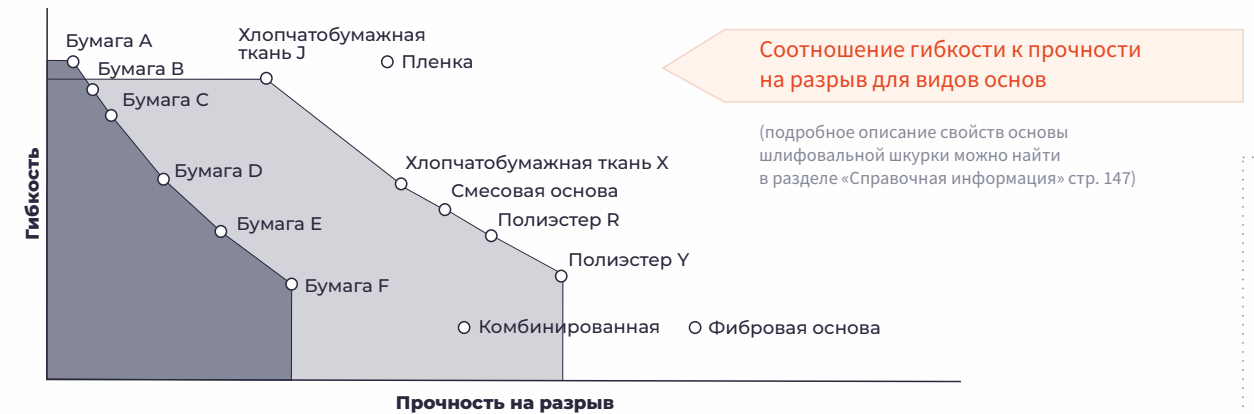 Бумага A
Бумага B
Бумага C
Бумага D
Бумага E
Бумага F
Хлопчатобумажная
ткань J
Пленка
Хлопчатобумажная ткань X
Смесовая основа
Полиэстер R
Полиэстер Y
Комбинированная
Фибровая основа
Гибкость
Прочность на разрыв
Соотношение гибкости к прочности
на разрыв для видов основ
(подробное описание свойств основы
шлифовальной шкурки можно найти
в разделе «Справочная информация» стр. 147)